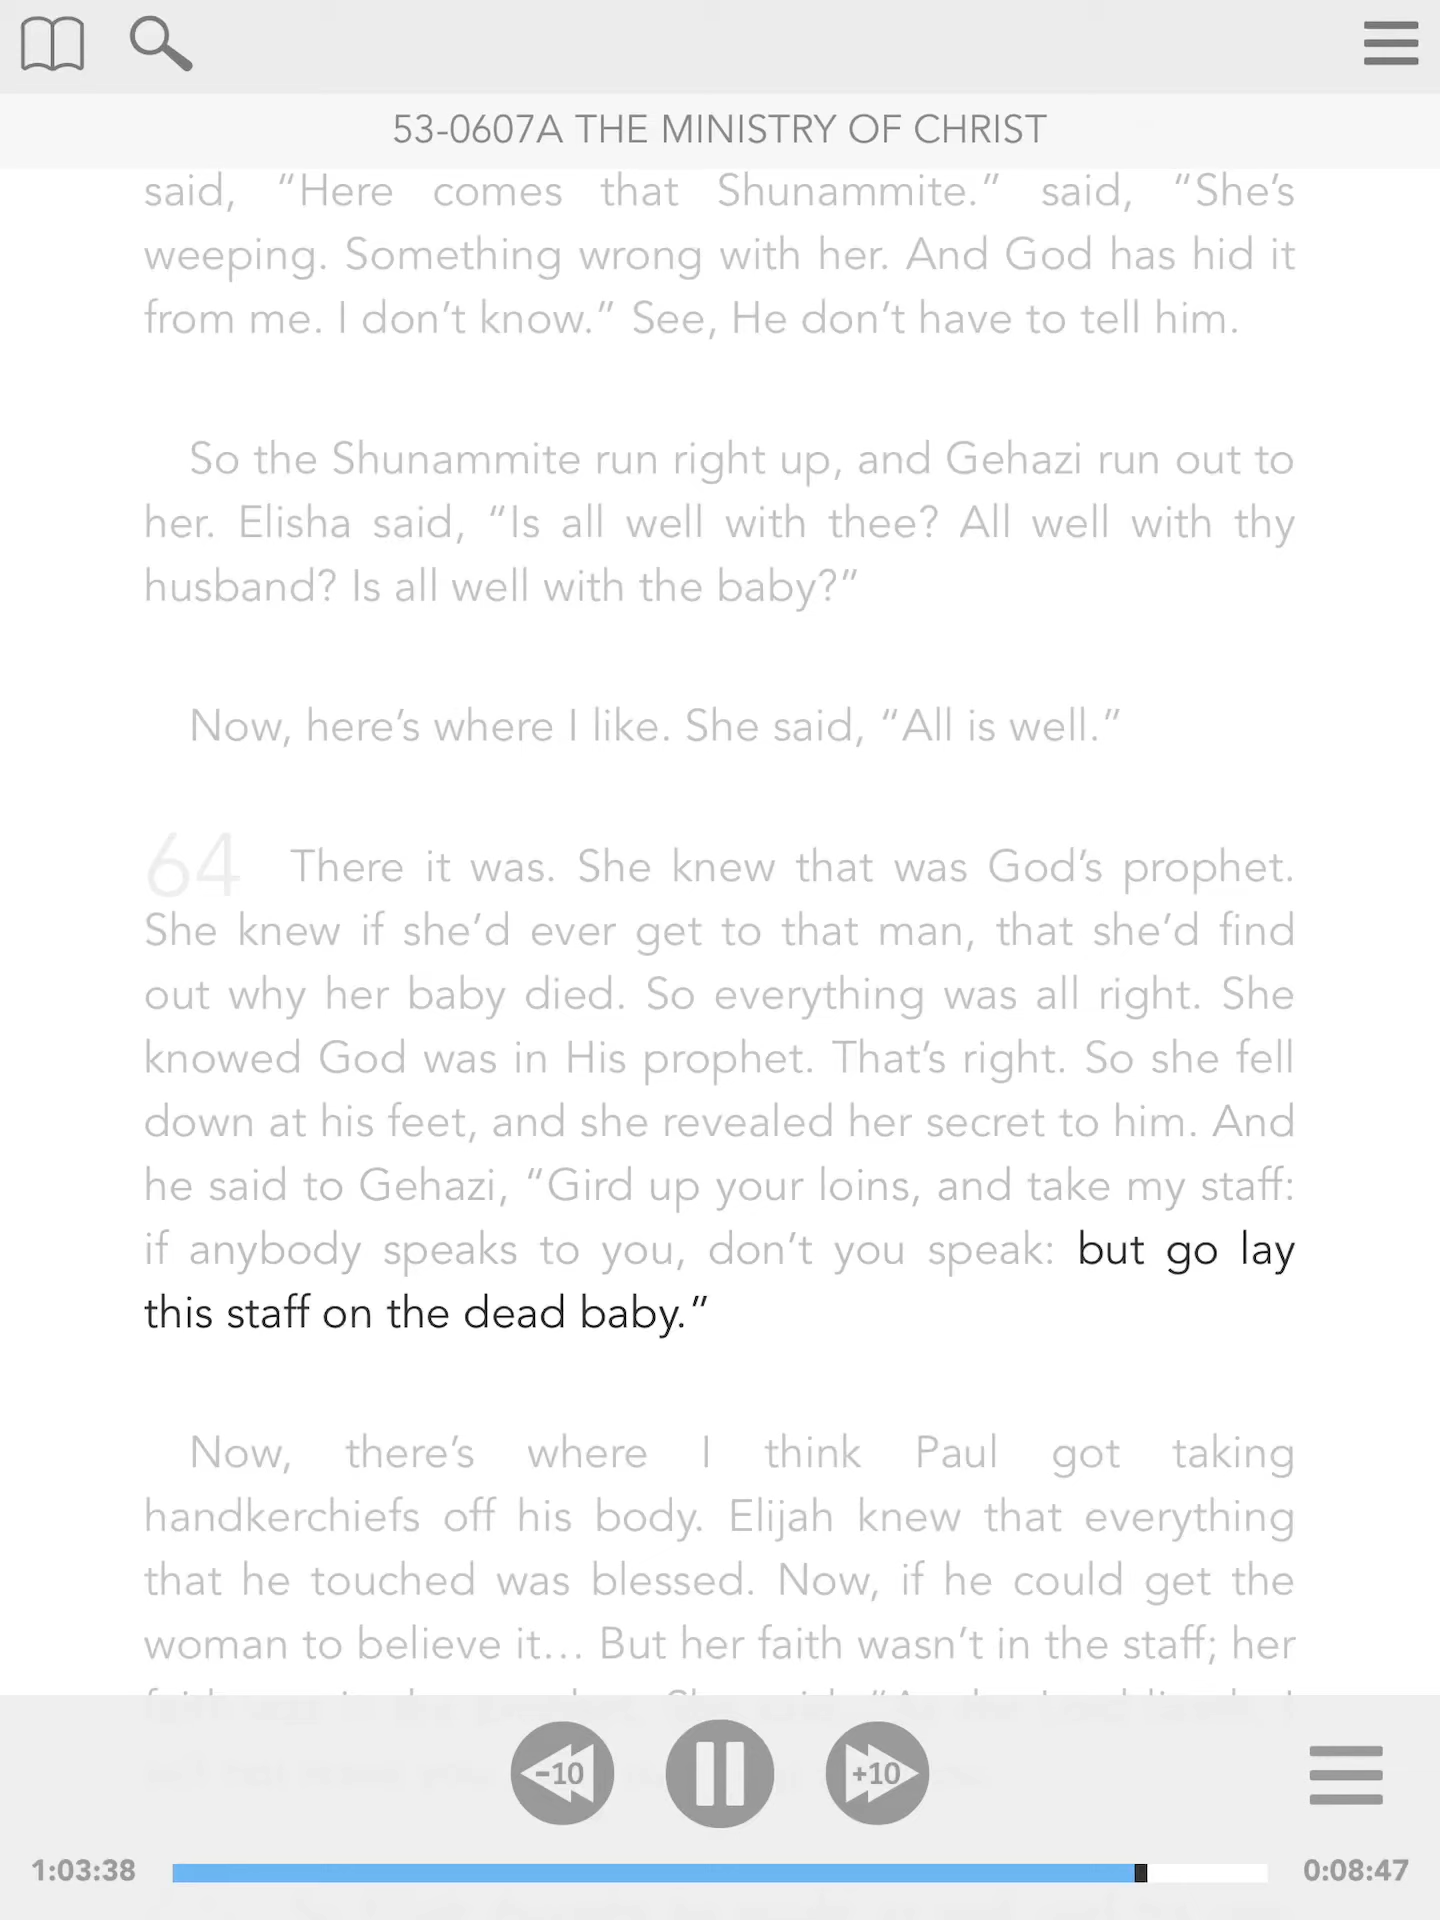 53-0607A THE MINISTRY OF CHRIST
said, “Here comes that Shunammite.” said, “She’s
weeping. Something wrong with her. And God has hid it
from me. I don’t know.” See, He don’t have to tell him.
So the Shunammite run right up, and Gehazi run out to
her. Elisha said, “Is all well with thee? All well with thy
husband? Is all well with the baby?”
Now, here’s where I like. She said, “All is well.”
64 There it was. She knew that was God’s prophet.
She knew if she’d ever get to that man, that she’d find
out why her baby died. So everything was all right. She
knowed God was in His prophet. That’s right. So she fell
down at his feet, and she revealed her secret to him. And
he said to Gehazi, “Gird up your loins, and take my staff:
if anybody speaks to you, don’t you speak: but go lay
this staff on the dead baby.”
Now, there’s where I think Paul got taking
handkerchiefs off his body. Elijah knew that everything
that he touched was blessed. Now, if he could get the
woman to believe it… But her faith wasn’t in the staff; her
-10 +10
1:03:38 0:08:47